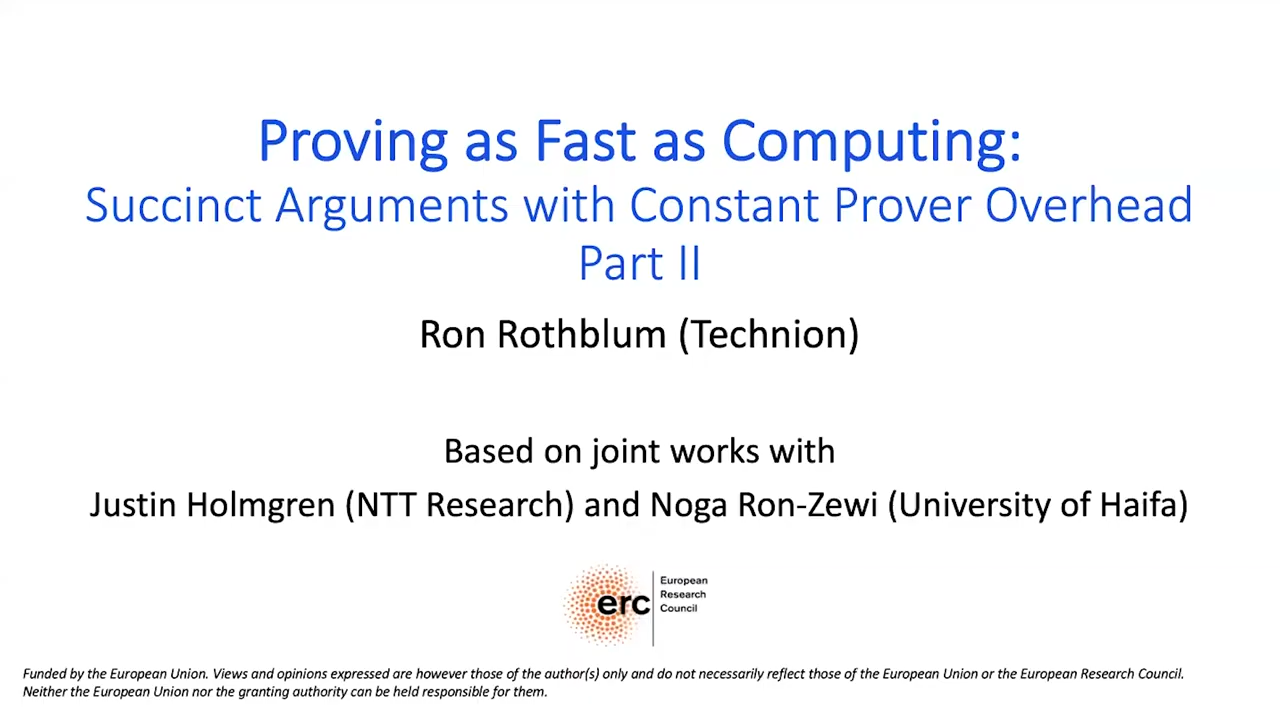 Proving as Fast as Computing:
Succinct Arguments with Constant Prover Overhead
Part II
Ron Rothblum (Technion)
Based on joint works with
Justin Holmgren (NTT Research) and Noga Ron-Zewi (University of Haifa)
erc
European
Research
Council
Funded by the European Union. Views and opinions expressed are however those of the author(s) only and do not necessarily reflect those of the European Union or the European Research Council.
Neither the European Union nor the granting authority can be held responsible for them.